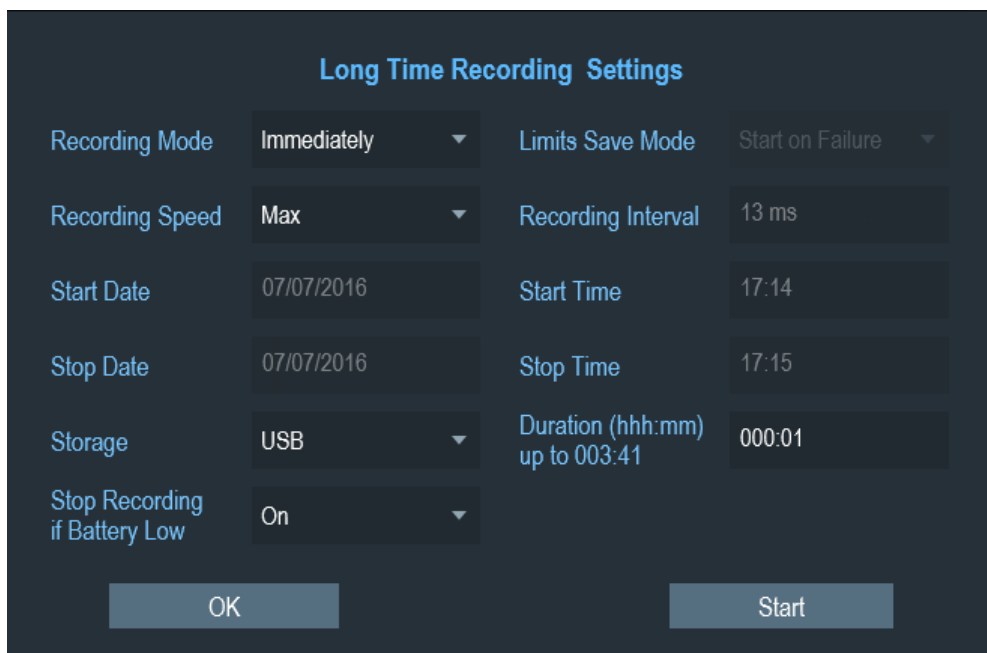 Long Time Recording Settings
Recording Mode Immediately Limits Save Mode Start on Failure
Recording Speed Max Recording Interval 13 ms
Start Date 07/07/2016 Start Time 17:14
Stop Date 07/07/2016 Stop Time 17:15
Storage USB Duration (hhh:mm) 000:01
up to 003:41
Stop Recording
if Battery Low On
OK Start